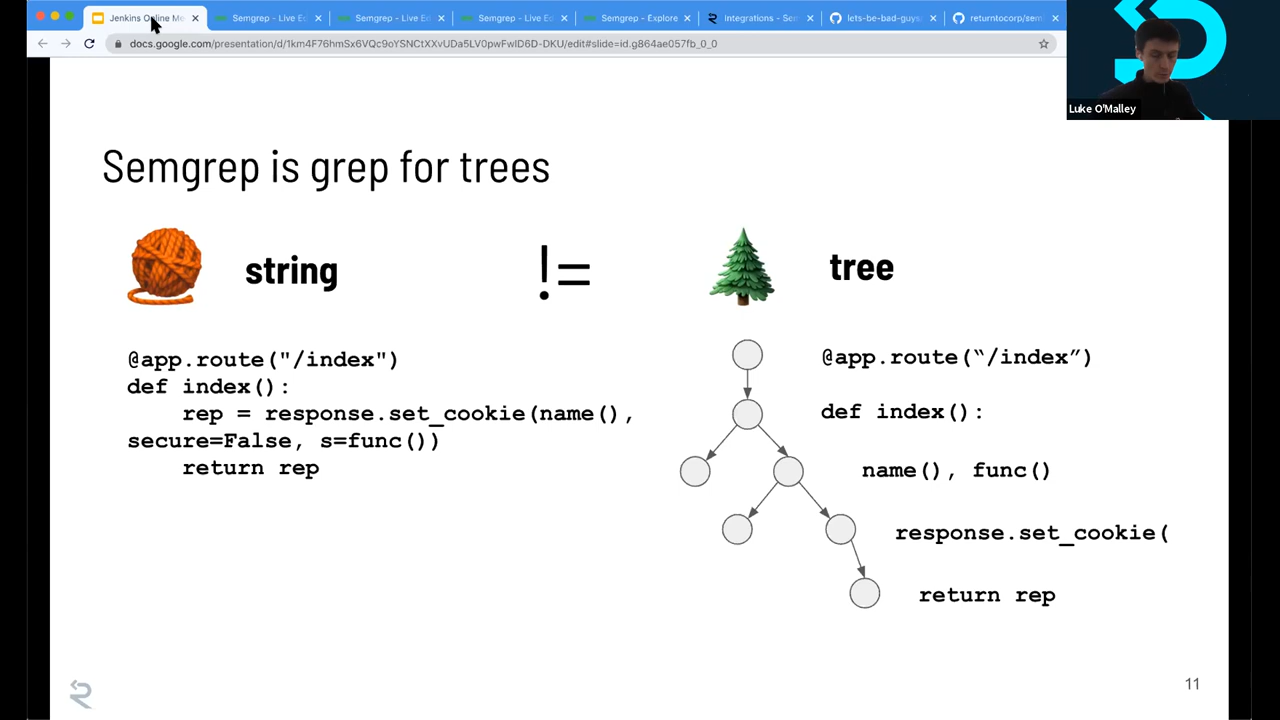 Jenkins Online Me
Semgrep - Live Ed
Semgrep - Live Ed
Semgrep - Live Ed
Semgrep - Explore
Integrations - Sem
lets-be-bad-guys
returntocorp/sem
docs.google.com/presentation/d/1km4F76hmSx6VQc9oYSNCtXXvUDa5LV0pwFwID6D-DKU/edit#slide=id.g864ae057fb_0_0
Luke O'Malley
Semgrep is grep for trees
string != tree
@app.route("/index")
def index():
rep = response.set_cookie(name(),
secure=False, s=func())
return rep
@app.route(“/index”)
def index():
name(), func()
response.set_cookie(
return rep
11